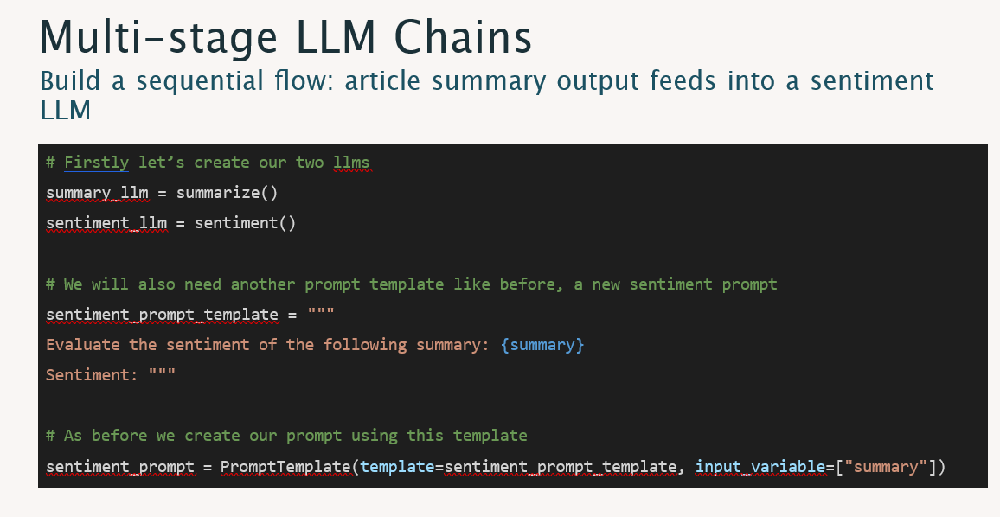 Multi-stage LLM Chains
Build a sequential flow: article summary output feeds into a sentiment
LLM
# Firstly let’s create our two llms
summary_llm = summarize()
sentiment_llm = sentiment()
# We will also need another prompt template like before, a new sentiment prompt
sentiment_prompt_template = """
Evaluate the sentiment of the following summary: {summary}
Sentiment: """
# As before we create our prompt using this template
sentiment_prompt = PromptTemplate(template=sentiment_prompt_template, input_variable=["summary"])